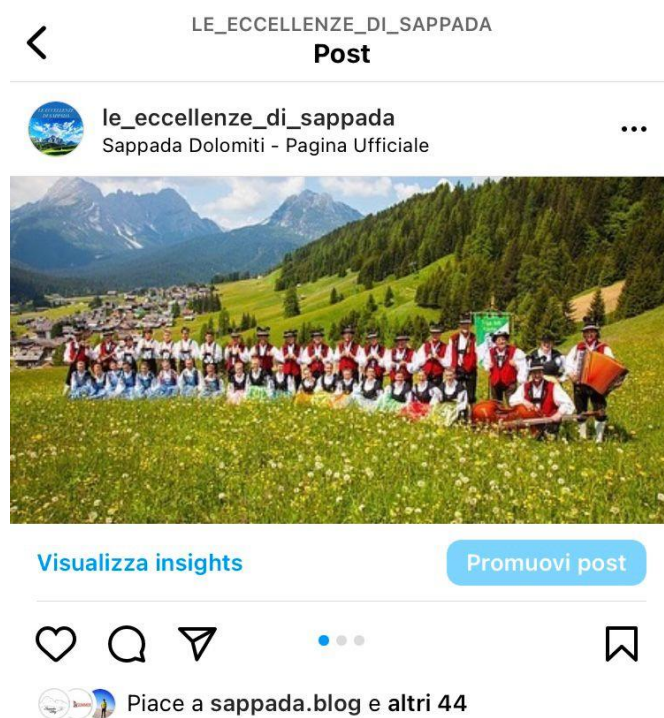 LE_ECCELLENZE_DI_SAPPADA
Post
le_eccellenze_di_sappada
Sappada Dolomiti - Pagina Ufficiale
Visualizza insights
Promuovi post
Piace a sappada.blog e altri 44